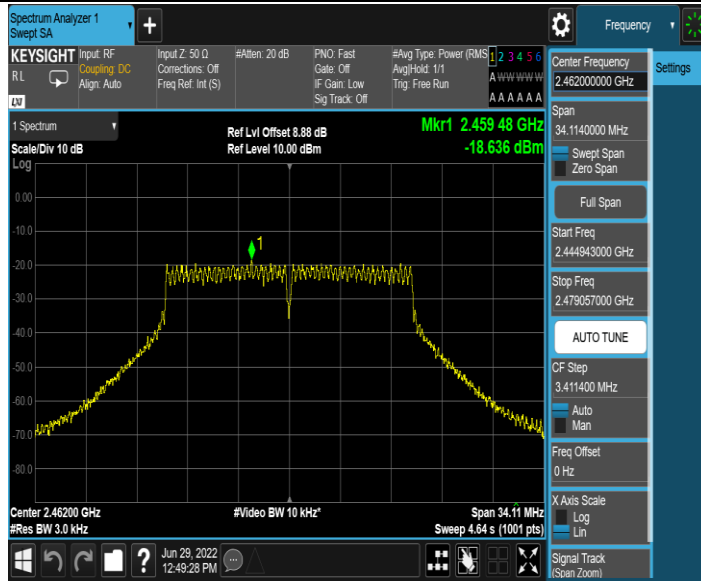 Spectrum Analyzer 1
Swept SA
+
Frequency
KEYSIGHT
RL
LXI
Input: RF
Coupling: DC
Align: Auto
Input Z: 50 Ω
Corrections: Off
Freq Ref: Int (S)
#Atten: 20 dB
PNO: Fast
Gate: Off
IF Gain: Low
Sig Track: Off
#Avg Type: Power (RMS
Avg|Hold: 1/1
Trig: Free Run
1 2 3 4 5 6
A W W W W W
A A A A A A
1 Spectrum
Scale/Div 10 dB
Log
Ref Lvl Offset 8.88 dB
Ref Level 10.00 dBm
Mkr1 2.459 48 GHz
-18.636 dBm
0.00
-10.0
-20.0
-30.0
-40.0
-50.0
-60.0
-70.0
-80.0
1
Center 2.46200 GHz
#Res BW 3.0 kHz
#Video BW 10 kHz*
Span 34.11 MHz
Sweep 4.64 s (1001 pts)
?
Jun 29, 2022
12:49:28 PM
Center Frequency
2.462000000 GHz
Settings
Span
34.1140000 MHz
Swept Span
Zero Span
Full Span
Start Freq
2.444943000 GHz
Stop Freq
2.479057000 GHz
AUTO TUNE
CF Step
3.411400 MHz
Auto
Man
Freq Offset
0 Hz
X Axis Scale
Log
Lin
Signal Track
(Span Zoom)